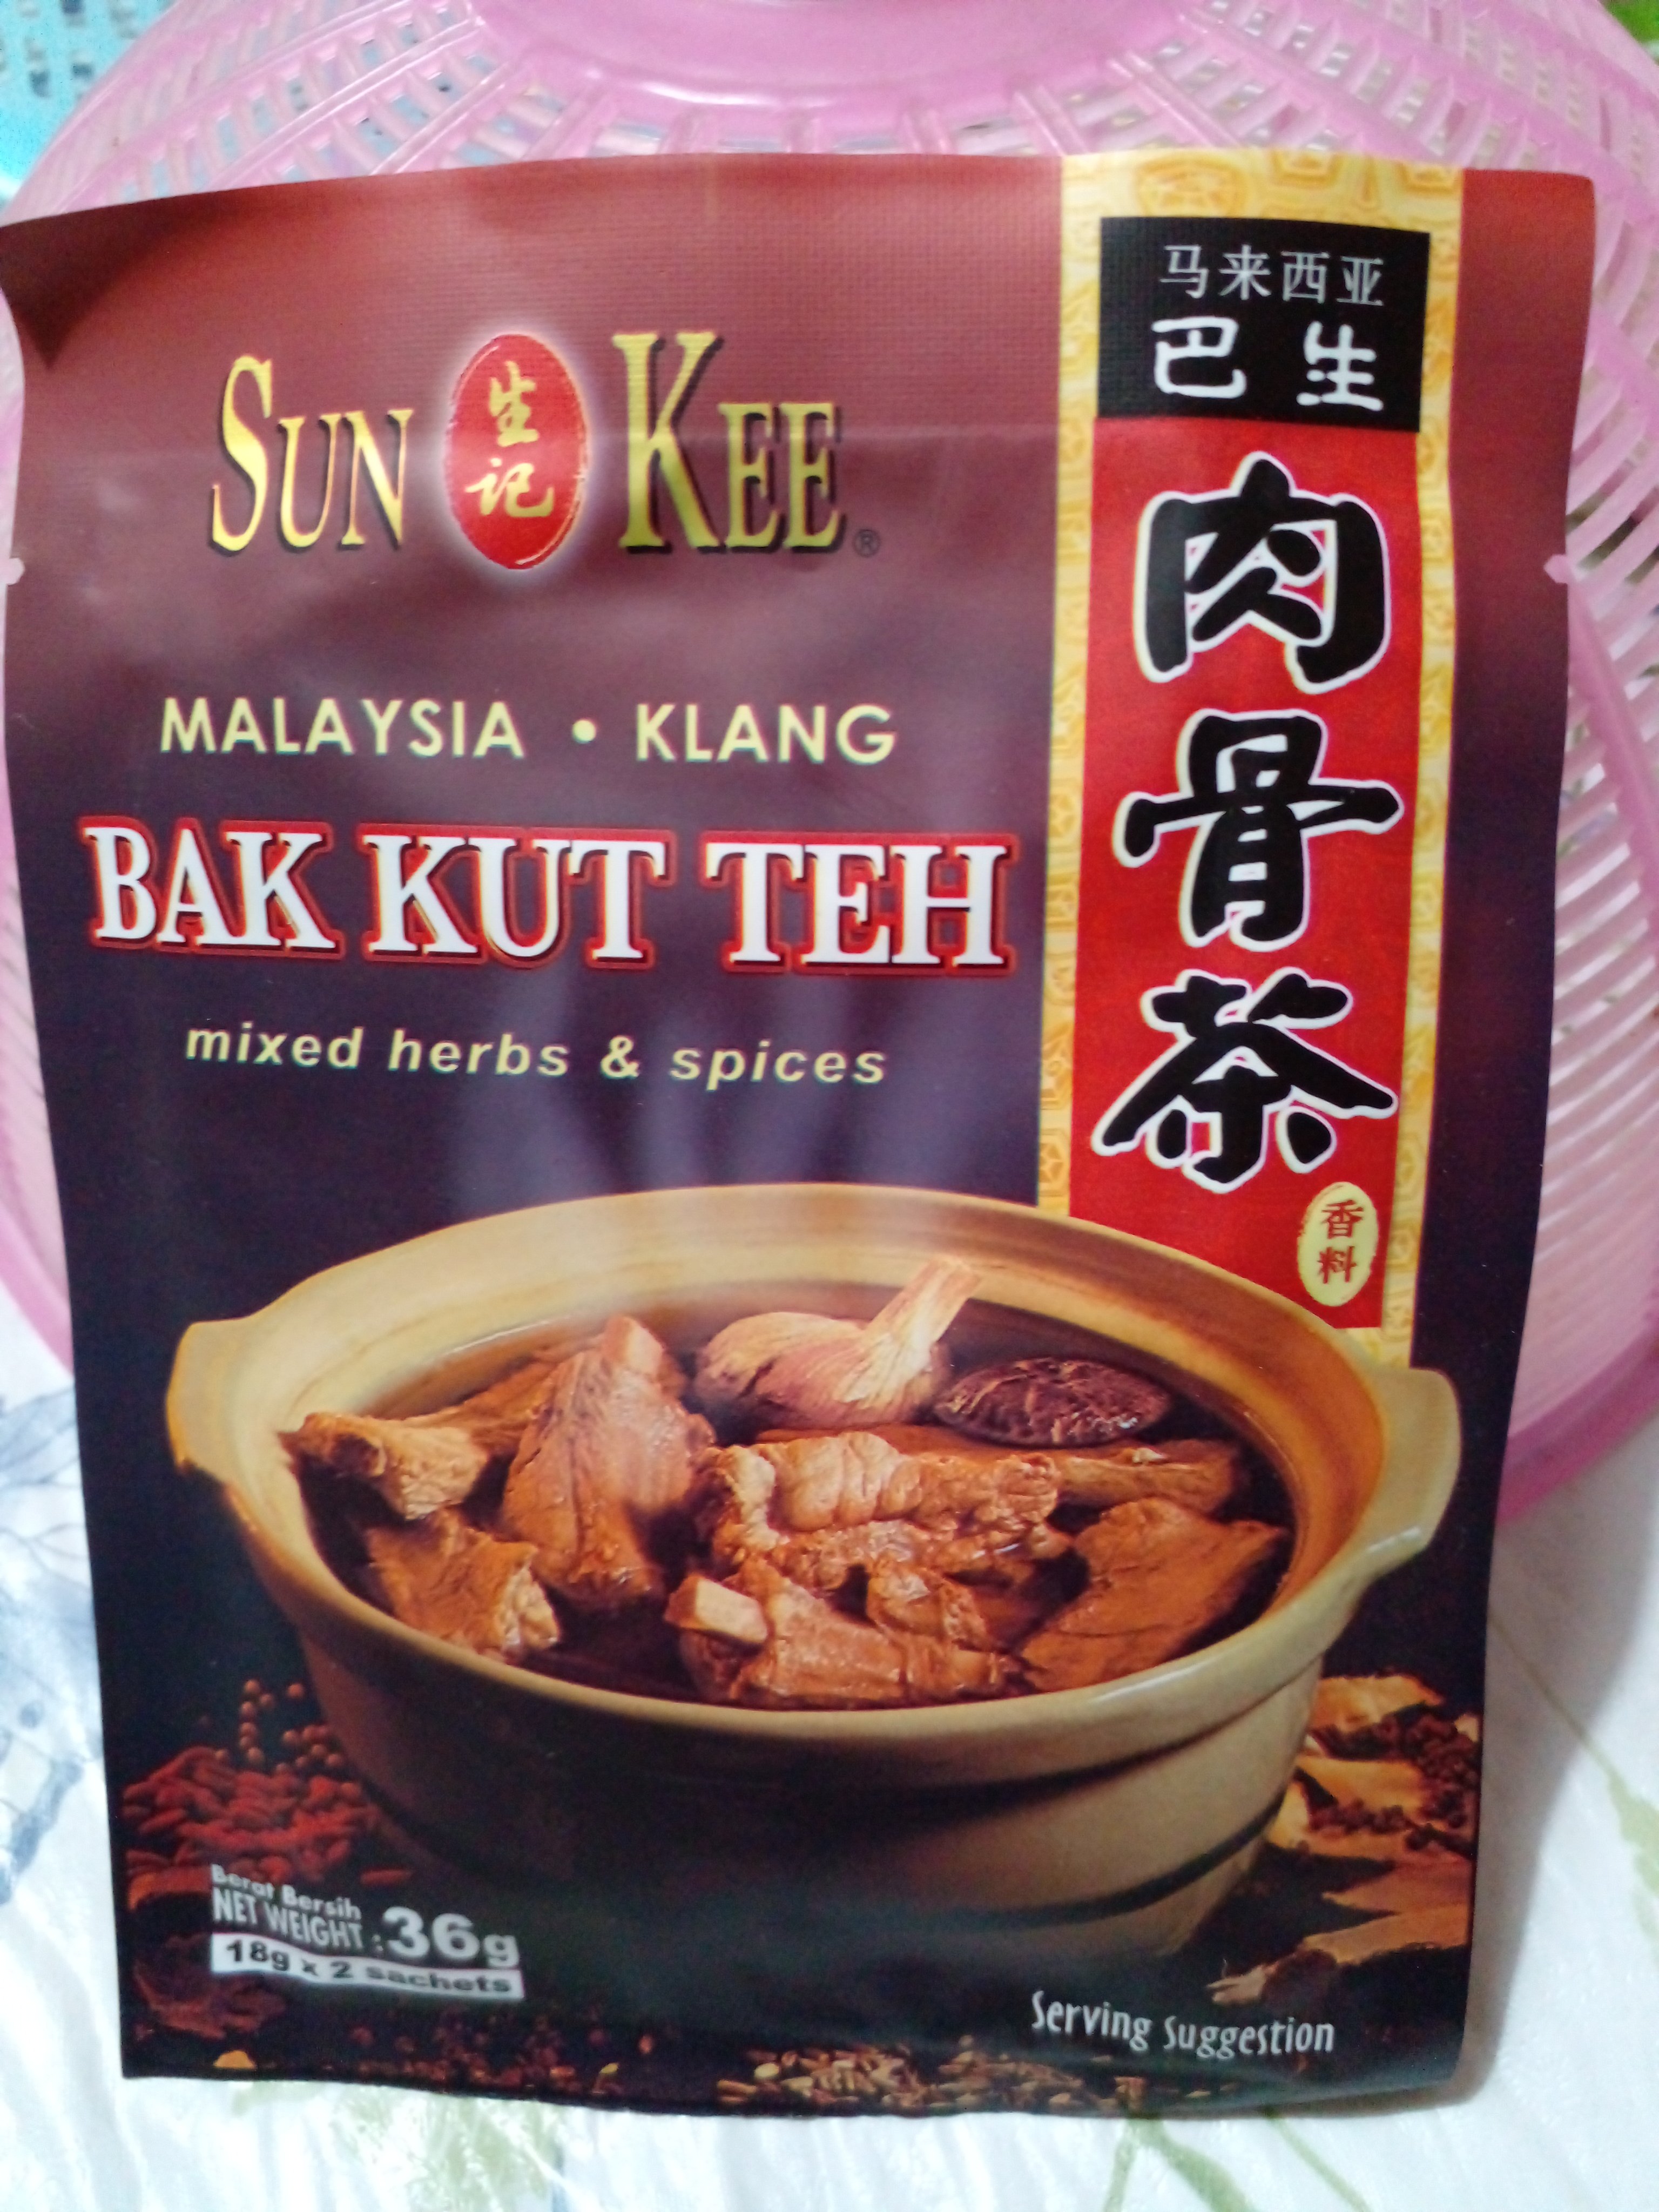 SUN 生记 KEE ®
MALAYSIA • KLANG
BAK KUT TEH
mixed herbs & spices
马来西亚
巴生
肉骨茶
香料
Berat Bersih
NET WEIGHT : 36g
18g x 2 sachets
Serving Suggestion